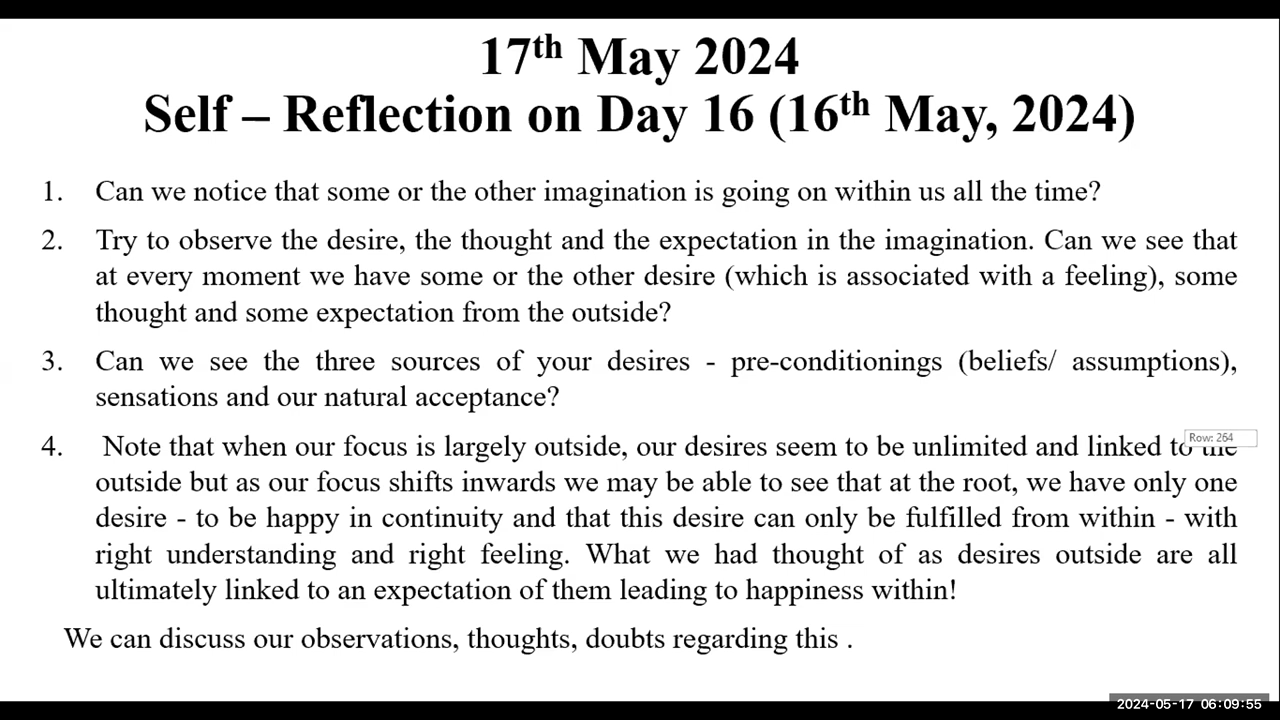 17th May 2024
Self – Reflection on Day 16 (16th May, 2024)
1. Can we notice that some or the other imagination is going on within us all the time?
2. Try to observe the desire, the thought and the expectation in the imagination. Can we see that
at every moment we have some or the other desire (which is associated with a feeling), some
thought and some expectation from the outside?
3. Can we see the three sources of your desires - pre-conditionings (beliefs/ assumptions),
sensations and our natural acceptance?
4. Note that when our focus is largely outside, our desires seem to be unlimited and linked to the
Row: 264
outside but as our focus shifts inwards we may be able to see that at the root, we have only one
desire - to be happy in continuity and that this desire can only be fulfilled from within - with
right understanding and right feeling. What we had thought of as desires outside are all
ultimately linked to an expectation of them leading to happiness within!
We can discuss our observations, thoughts, doubts regarding this .
2024-05-17 06:09:55